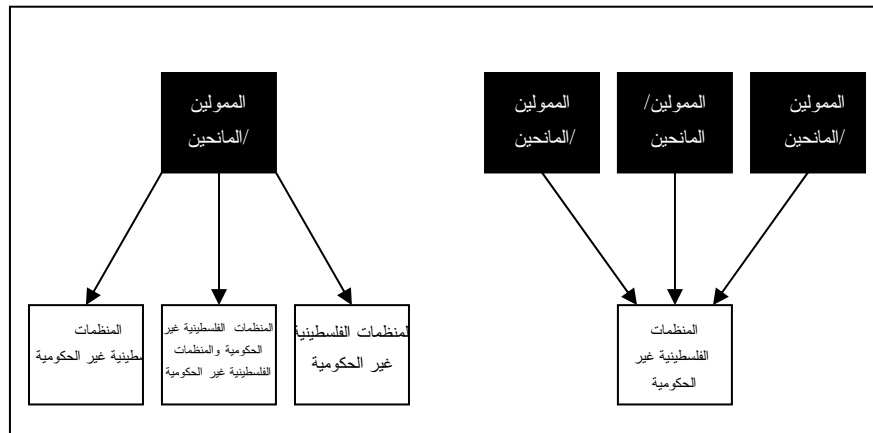 الممولين
/المانحين
الممولين/
المانحين
الممولين
/المانحين
المنظمات
الفلسطينية غير
الحكومية
الممولين
/المانحين
لمنظمات الفلسطينية
غير الحكومية
المنظمات الفلسطينية غير
الحكومية والمنظمات
الفلسطينية غير الحكومية
المنظمات
سطينية غير الحكومية